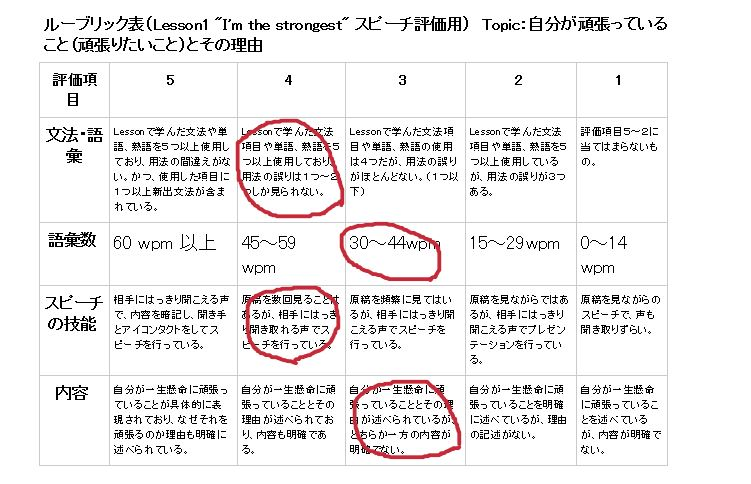 ルーブリック表(Lesson1 "I'm the strongest" スピーチ評価用)　Topic:自分が頑張っている
こと(頑張りたいこと)とその理由
評価項
目
5
4
3
2
1
文法・語
彙
Lessonで学んだ文法や単
語、熟語を5つ以上使用し
ており、用法の間違えがな
い。かつ、使用した項目に
1つ以上新出文法が含ま
れている。
Lessonで学んだ文法
項目や単語、熟語を5
つ以上使用しており、
用法の誤りは1つ～2
つしか見られない。
Lessonで学んだ文法項
目や単語、熟語の使用
は4つだが、用法の誤り
がほとんどない。(1つ以
下)
Lessonで学んだ文法項
目や単語、熟語を5
つ以上使用している
が、用法の誤りが3つ
ある。
評価項目5～2に
当てはまらないも
の。
語彙数
60 wpm 以上
45～59
wpm
30～44wpm
15～29wpm
0～14
wpm
スピーチ
の技能
相手にはっきり聞こえる声
で、内容を暗記し、聞き手
とアイコンタクトをしてス
ピーチを行っている。
原稿を数回見ることは
あるが、相手にはっき
り聞き取れる声でス
ピーチを行っている。
原稿を頻繁に見てはい
るが、相手にはっきり聞
こえる声でスピーチを
行っている。
原稿を見ながらではあ
るが、相手にはっきり
聞こえる声でプレゼン
テーションを行ってい
る。
原稿を見ながらの
スピーチで、声も
聞き取りずらい。
内容
自分が一生懸命に頑張っ
ていることが具体的に表
現されており、なぜそれを
頑張るのか理由も明確に
述べられている。
自分が一生懸命に頑
張っていることとその理
由が述べられてお
り、内容も明確であ
る。
自分が一生懸命に頑
張っていることとその理
由が述べられているが、
どちらか一方の内容が
明確でない。
自分が一生懸命に頑
張っていることを明確
に述べているが、理由
の記述がない。
自分が一生懸命に
頑張っているこ
とを述べている
が、内容が明確で
ない。